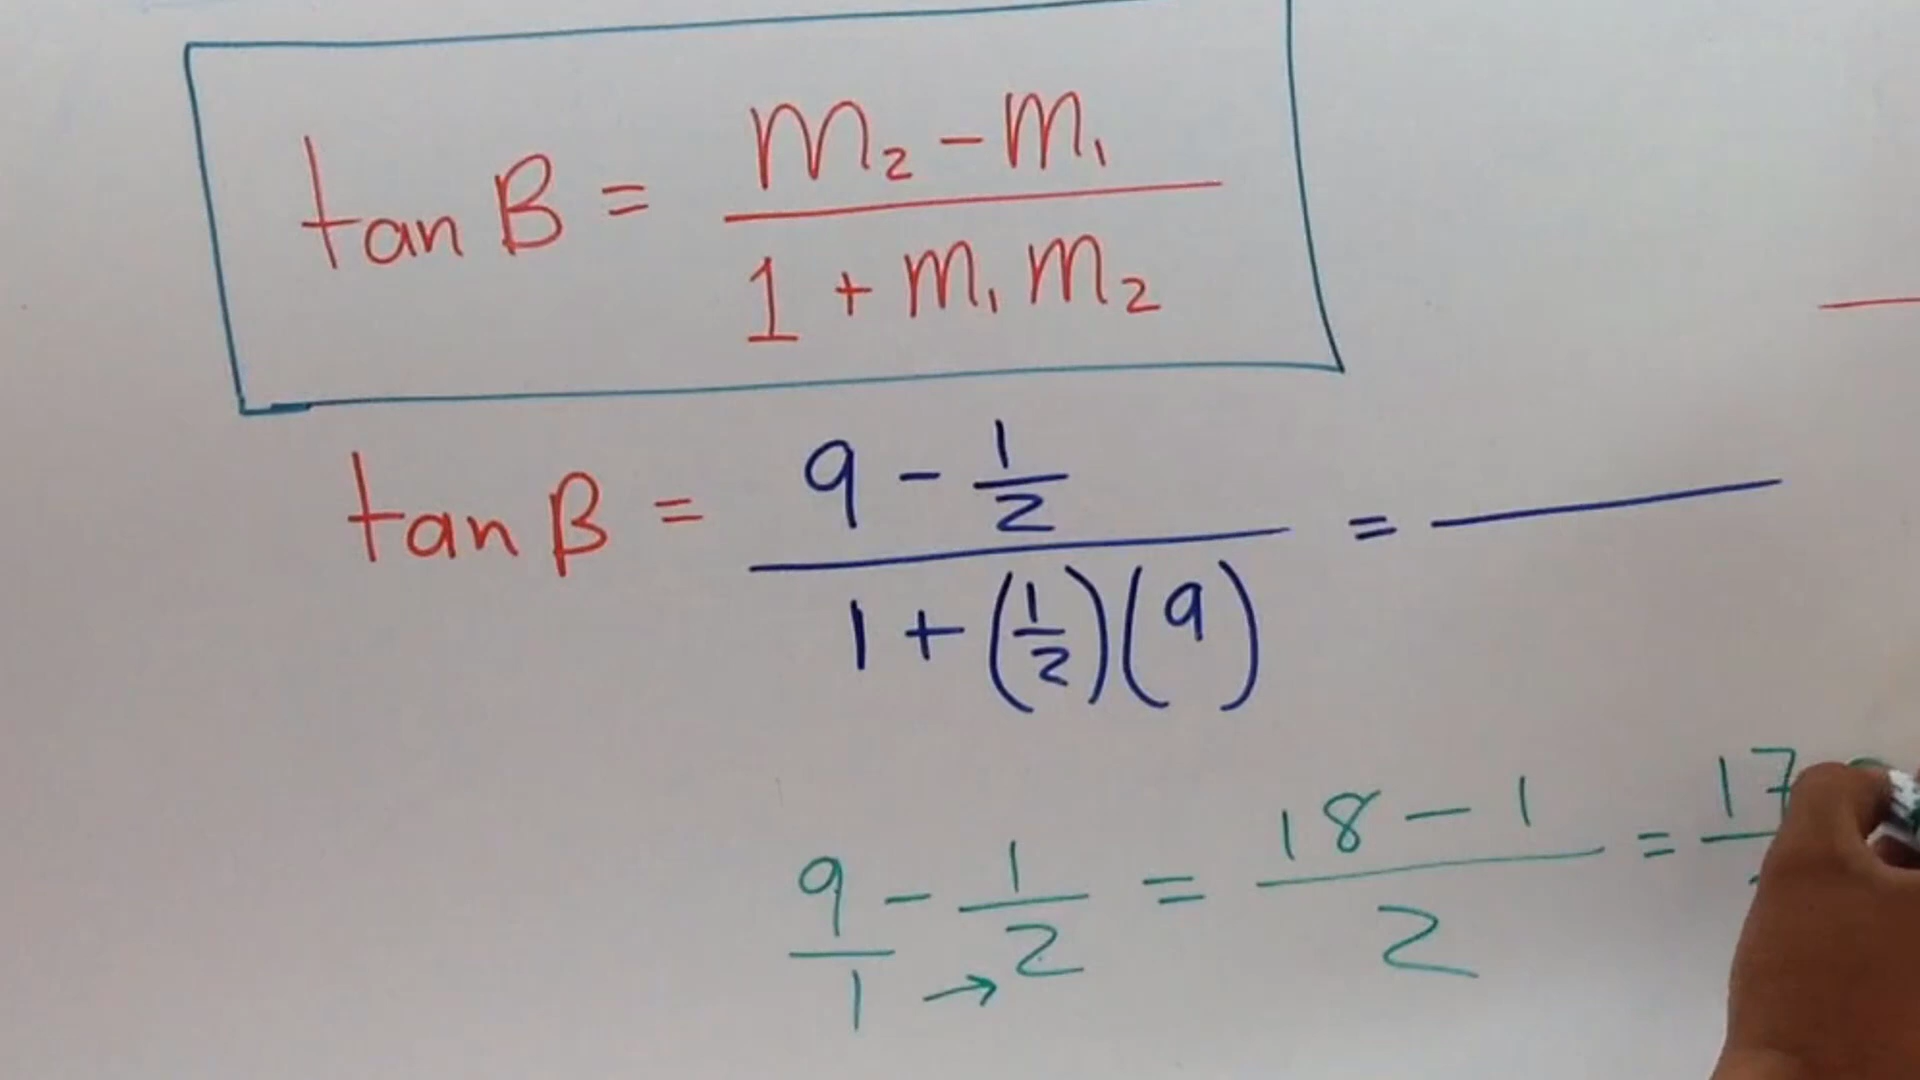 tan B = m₂ - m₁ / 1 + m₁ m₂
tan β = 9 - 1/2 / 1 + (1/2)(9) =
9/1 - 1/2 = 18 - 1 / 2 = 17